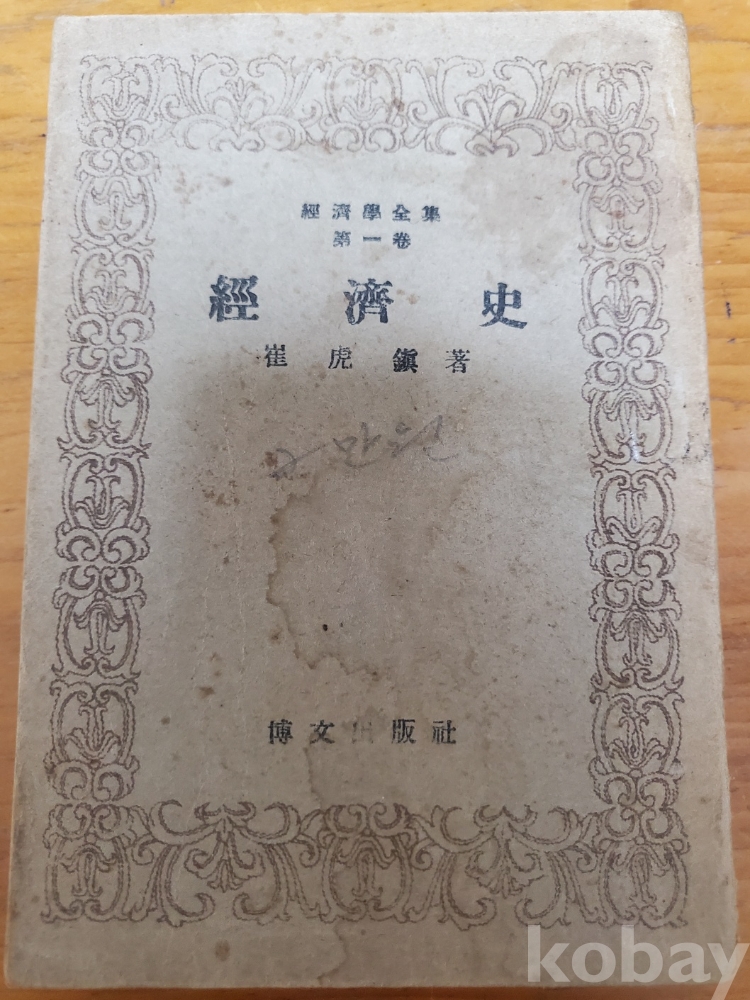 經濟學全集
第一卷
經濟史
崔虎鎭著
博文出版社
kobay